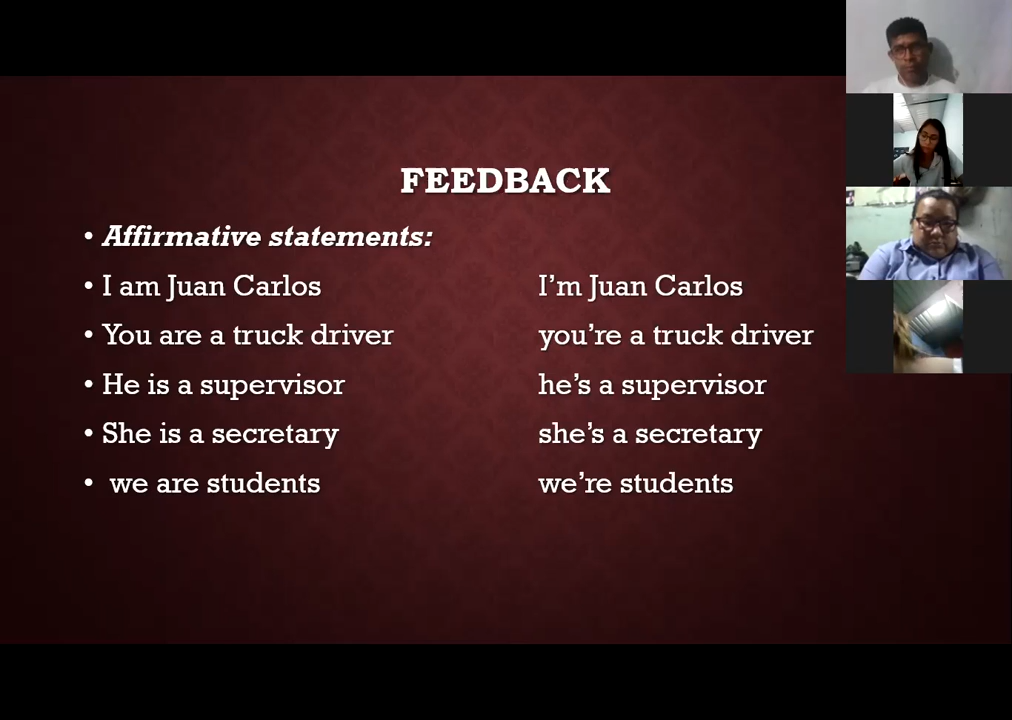 FEEDBACK
• Affirmative statements:
• I am Juan Carlos I’m Juan Carlos
• You are a truck driver you’re a truck driver
• He is a supervisor he’s a supervisor
• She is a secretary she’s a secretary
• we are students we’re students